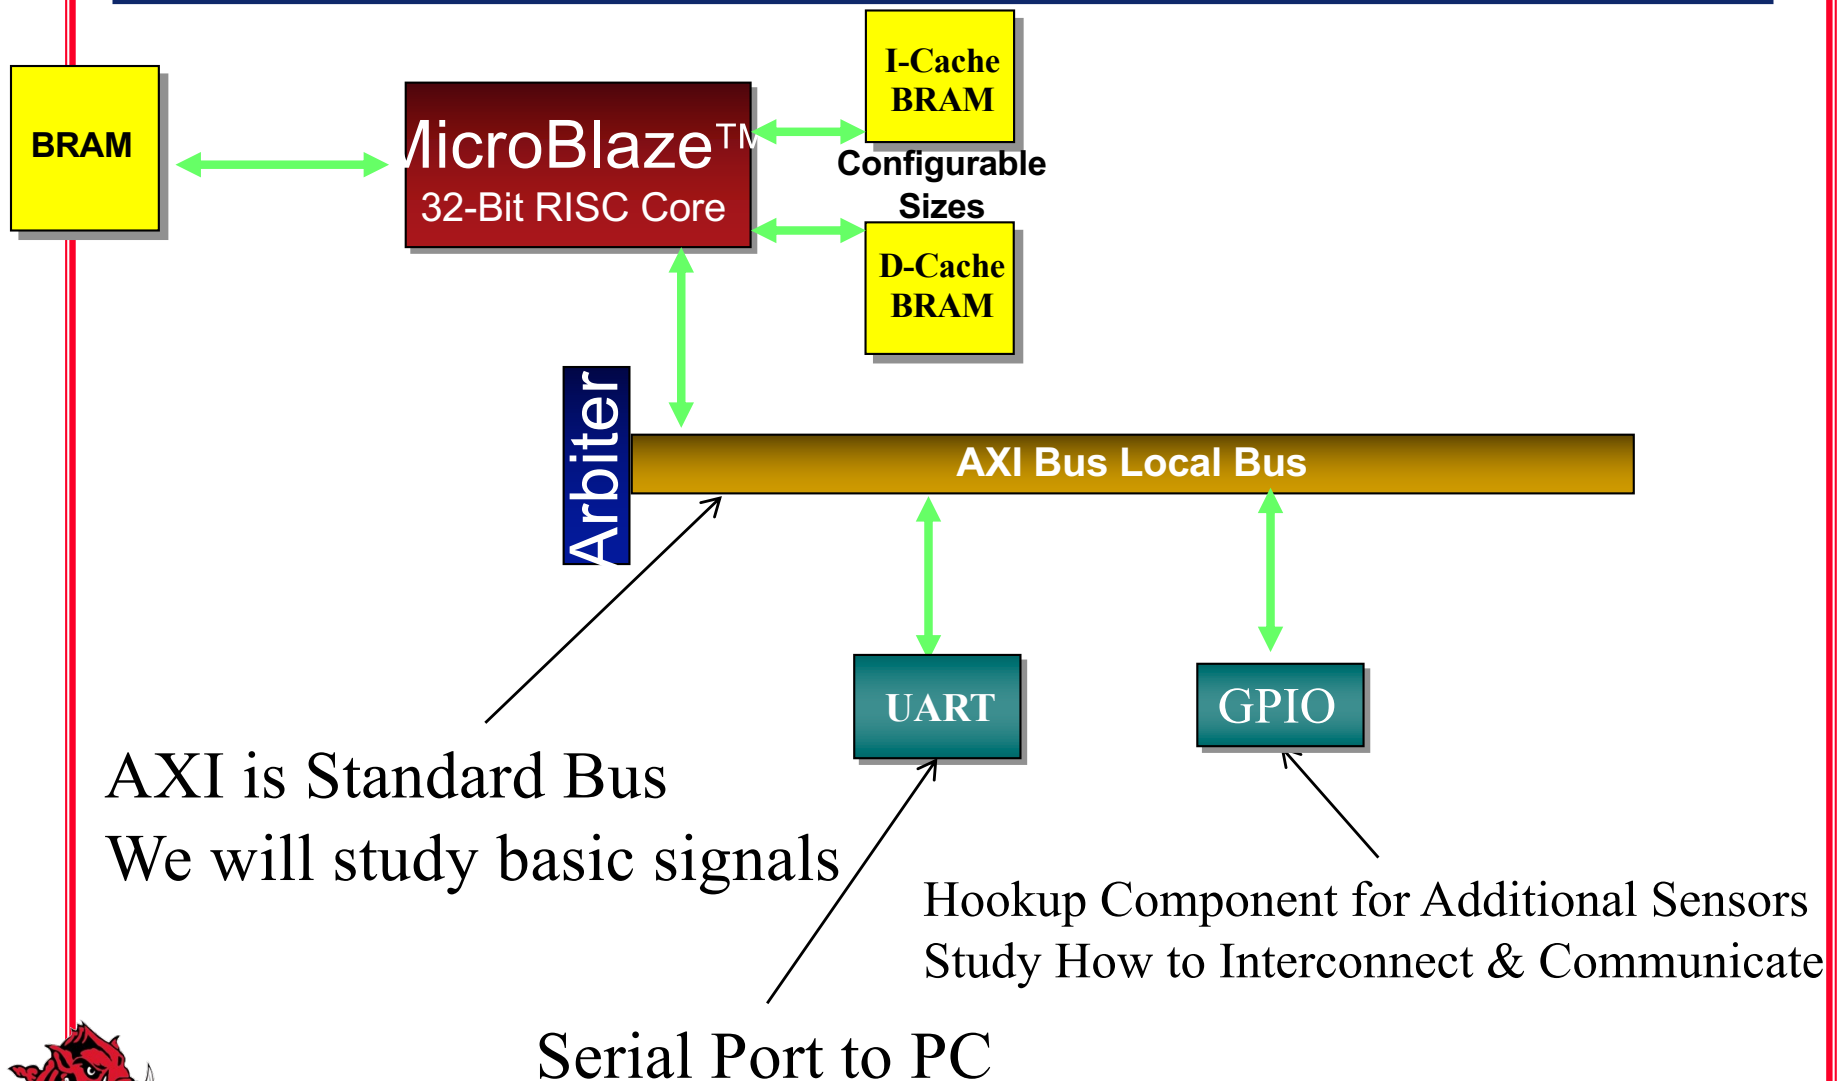 I-Cache
BRAM
BRAM
MicroBlaze™
32-Bit RISC Core
Configurable
Sizes
D-Cache
BRAM
Arbiter
AXI Bus Local Bus
UART
GPIO
AXI is Standard Bus
We will study basic signals
Hookup Component for Additional Sensors
Study How to Interconnect & Communicate
Serial Port to PC